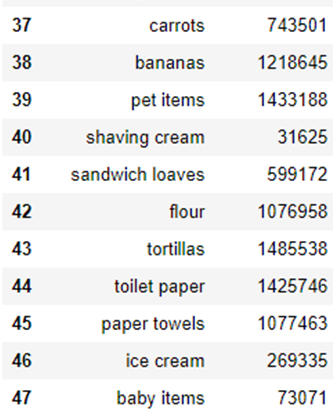 37 carrots 743501
38 bananas 1218645
39 pet items 1433188
40 shaving cream 31625
41 sandwich loaves 599172
42 flour 1076958
43 tortillas 1485538
44 toilet paper 1425746
45 paper towels 1077463
46 ice cream 269335
47 baby items 73071